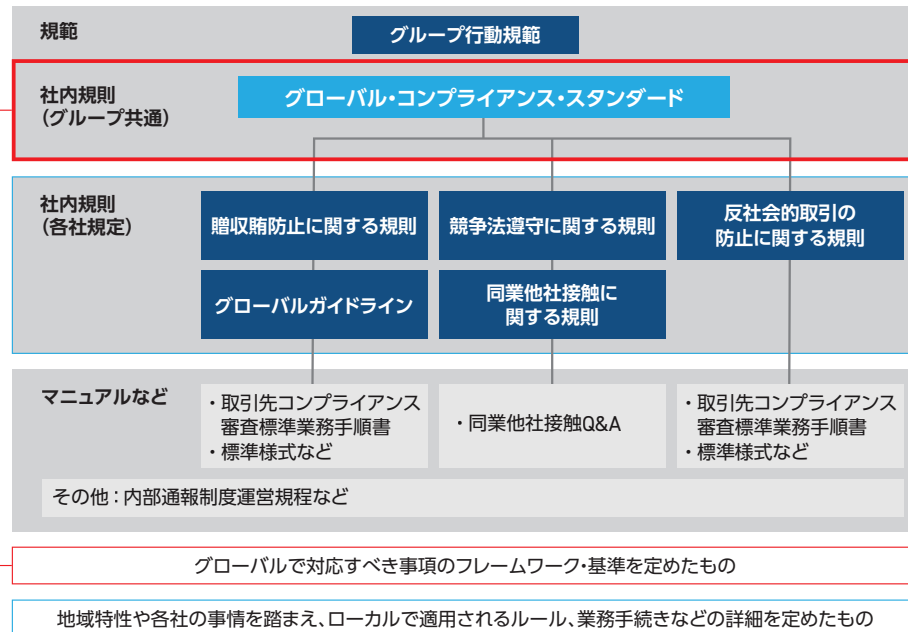 規範
グループ行動規範
社内規則
(グループ共通)
グローバル・コンプライアンス・スタンダード
社内規則
(各社規定)
贈収賄防止に関する規則
競争法遵守に関する規則
反社会的取引の
防止に関する規則
グローバルガイドライン
同業他社接触に
関する規則
マニュアルなど
・取引先コンプライアンス
審査標準業務手順書
・標準様式など
・同業他社接触Q&A
・取引先コンプライアンス
審査標準業務手順書
・標準様式など
その他：内部通報制度運営規程など
グローバルで対応すべき事項のフレームワーク・基準を定めたもの
地域特性や各社の事情を踏まえ、ローカルで適用されるルール、業務手続きなどの詳細を定めたもの